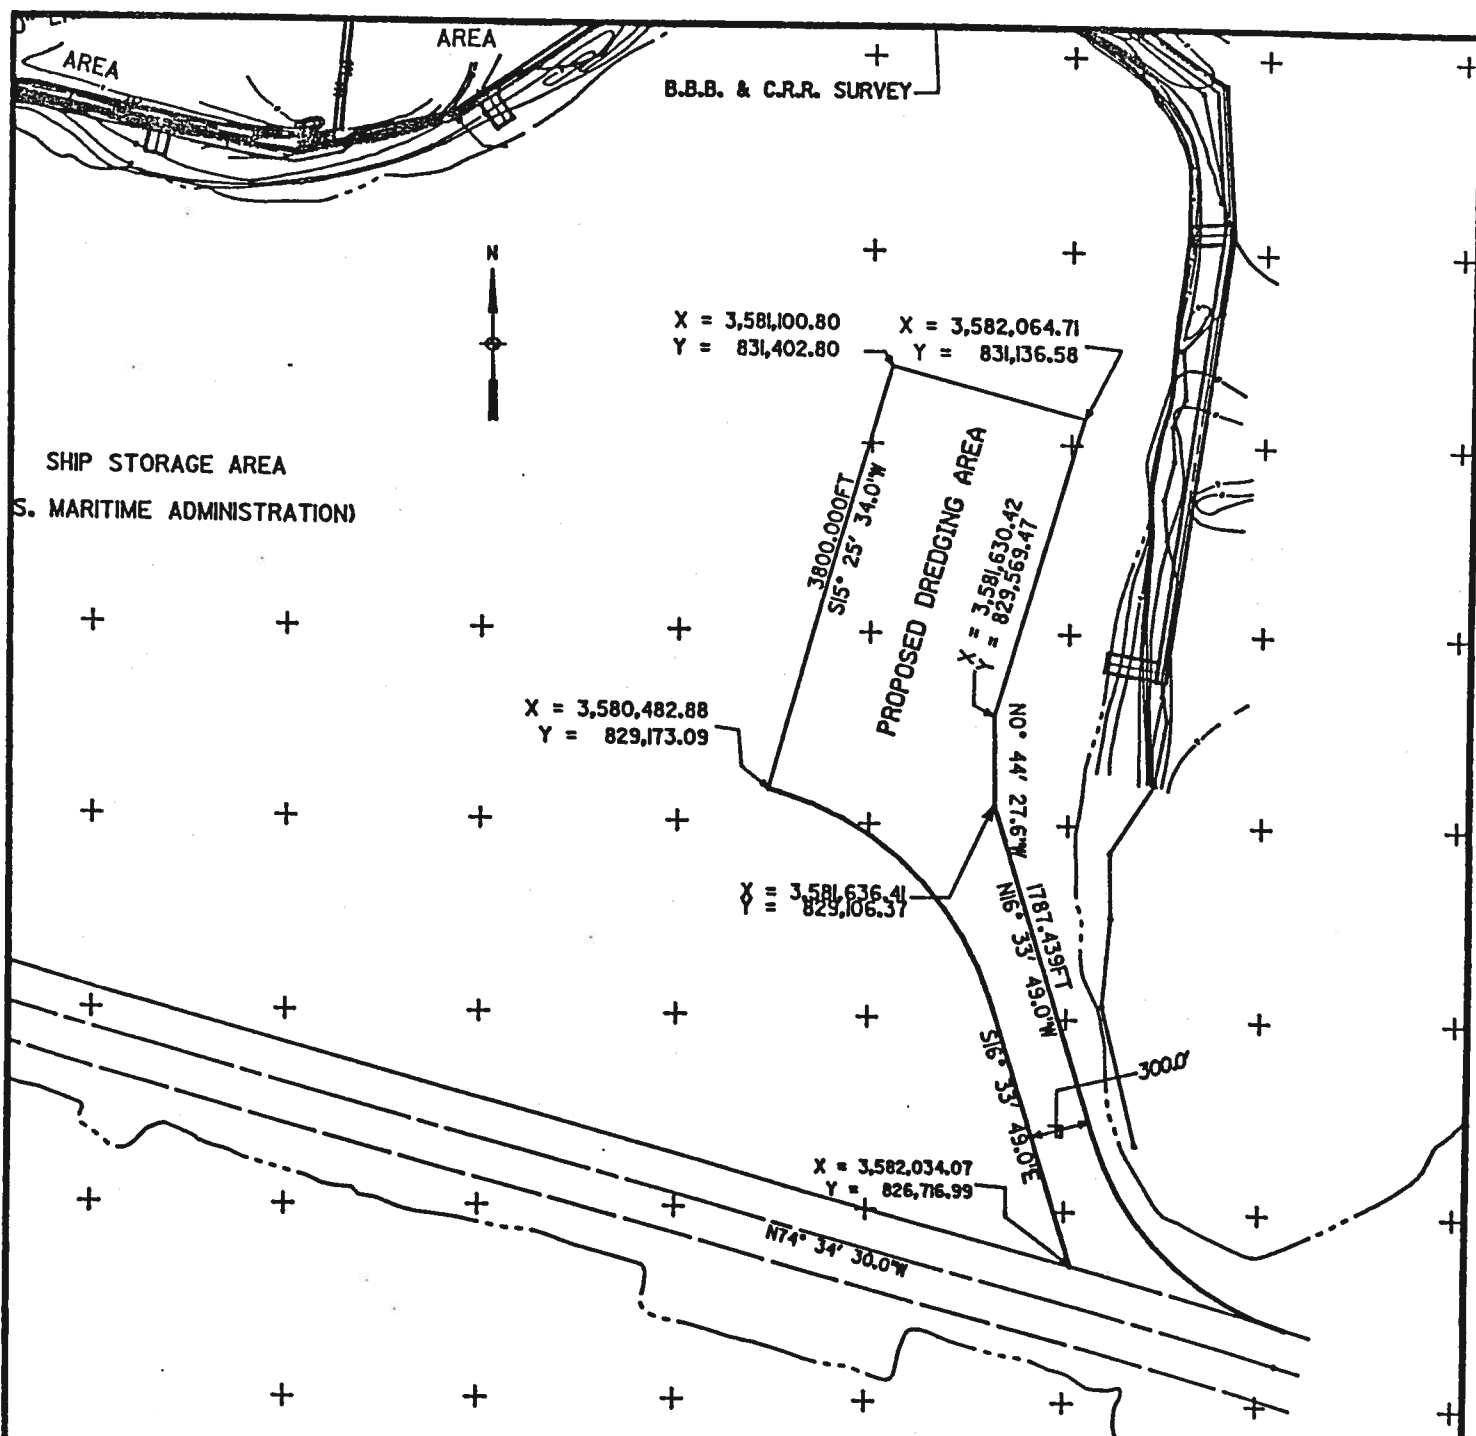 AREA
AREA
B.B.B. & C.R.R. SURVEY
N
X = 3,581,100.80
Y = 831,402.80
X = 3,582,064.71
Y = 831,136.58
SHIP STORAGE AREA
S. MARITIME ADMINISTRATION)
3800.000FT
S15° 25' 34.0"W
PROPOSED DREDGING AREA
X = 3,581,630.42
Y = 829,569.47
X = 3,580,482.88
Y = 829,173.09
N0° 44' 27.6"W
X = 3,581,636.41
Y = 829,106.37
1787.439FT
N16° 33' 49.0"W
S16° 33' 49.0"E
300.0'
X = 3,582,034.07
Y = 826,716.99
N74° 34' 30.0"W